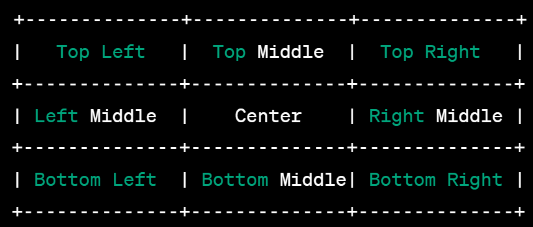 +--------------+--------------+--------------+
|   Top Left   |  Top Middle  |  Top Right   |
+--------------+--------------+-------------+
| Left Middle  |    Center    | Right Middle |
+--------------+--------------+-------------+
| Bottom Left  | Bottom Middle| Bottom Right |
+--------------+--------------+-------------+